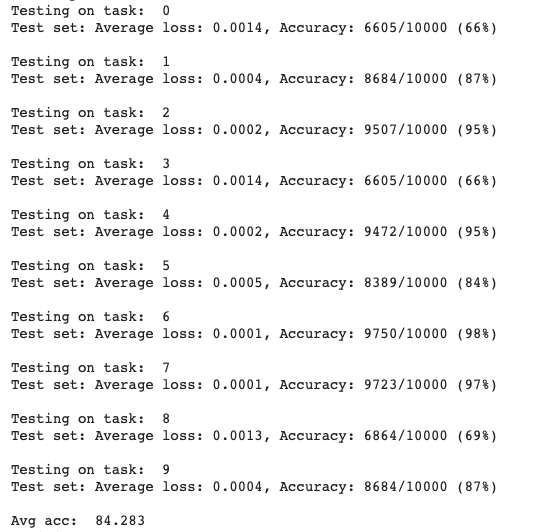 Testing on task:  0
Test set: Average loss: 0.0014, Accuracy: 6605/10000 (66%)
Testing on task:  1
Test set: Average loss: 0.0004, Accuracy: 8684/10000 (87%)
Testing on task:  2
Test set: Average loss: 0.0002, Accuracy: 9507/10000 (95%)
Testing on task:  3
Test set: Average loss: 0.0014, Accuracy: 6605/10000 (66%)
Testing on task:  4
Test set: Average loss: 0.0002, Accuracy: 9472/10000 (95%)
Testing on task:  5
Test set: Average loss: 0.0005, Accuracy: 8389/10000 (84%)
Testing on task:  6
Test set: Average loss: 0.0001, Accuracy: 9750/10000 (98%)
Testing on task:  7
Test set: Average loss: 0.0001, Accuracy: 9723/10000 (97%)
Testing on task:  8
Test set: Average loss: 0.0013, Accuracy: 6864/10000 (69%)
Testing on task:  9
Test set: Average loss: 0.0004, Accuracy: 8684/10000 (87%)
Avg acc:  84.283